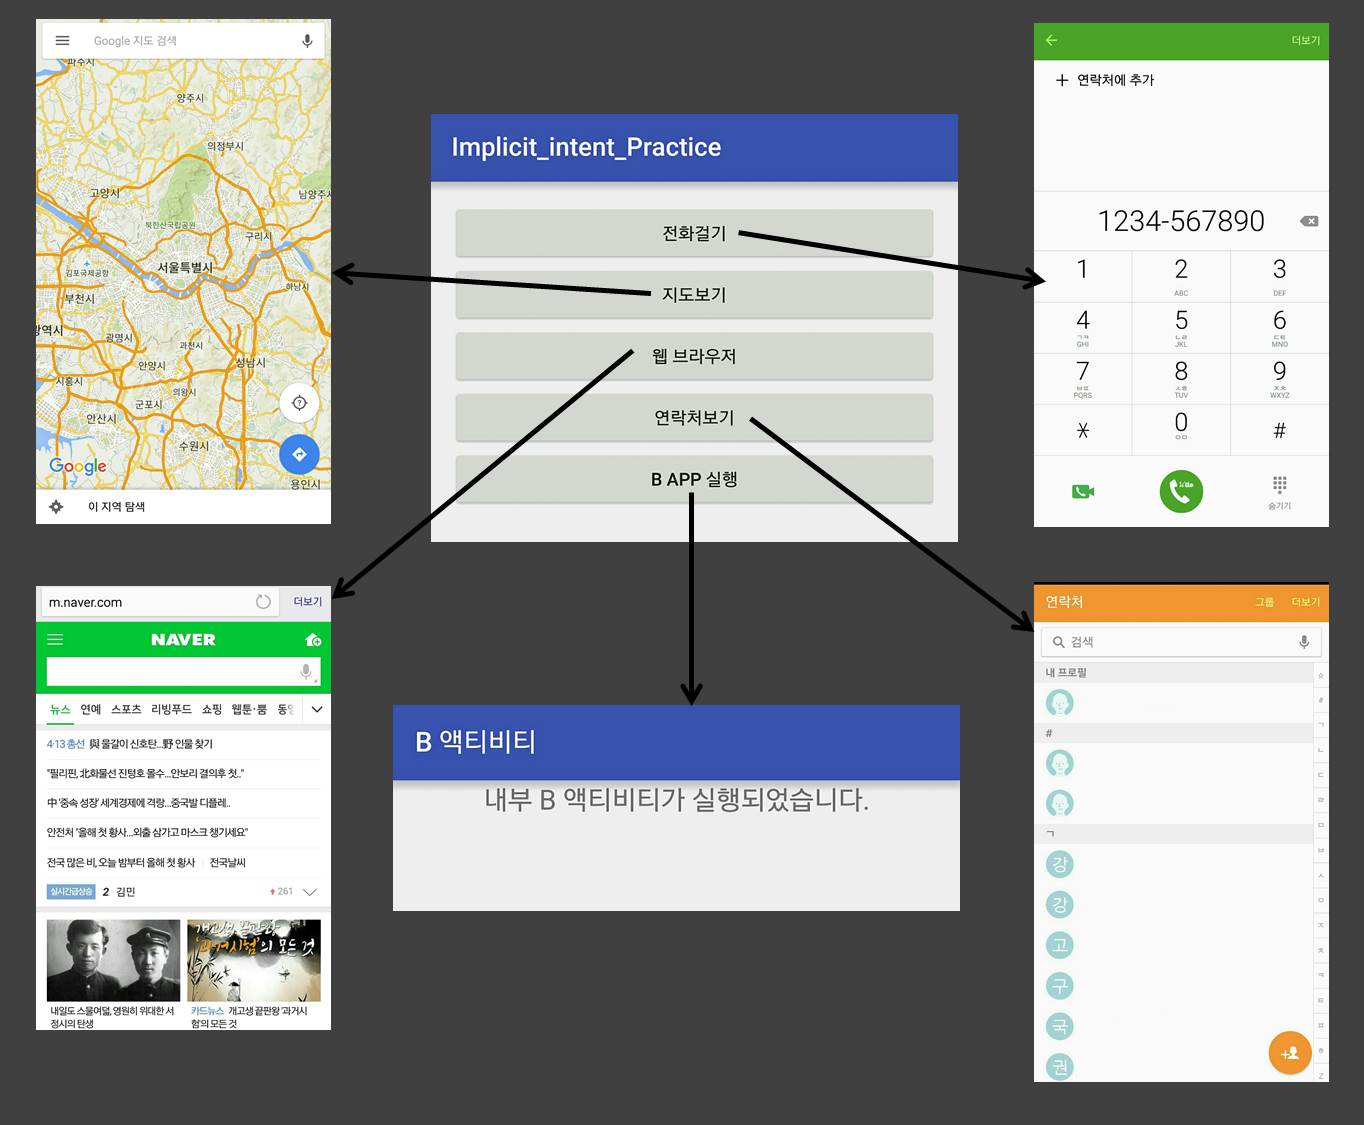 Google 지도 검색
파주시
양주시
의정부시
고양시
남양주시
북한산국립공원
구리시
서울특별시
김포국제공항
하남시
부천시
광역시
광명시
과천시
안양시
성남시
시흥시
의왕시
군포시
안산시
수원시
Google
용인시
이 지역 탐색
Implicit_intent_Practice
전화걸기
지도보기
웹 브라우저
연락처보기
B APP 실행
더보기
+ 연락처에 추가
1234-567890
1 2 3
ABC DEF
4 5 6
ㄱㅋ ㄴㄹ ㄷㅌ
GHI JKL MNO
7 8 9
ㅂㅍ ㅅㅎ ㅈㅊ
PQRS TUV WXYZ
* 0 #
ㅇㅁ
숨기기
m.naver.com
더보기
NAVER
뉴스 연예 스포츠 리빙푸드 쇼핑 웹툰·뿜
4·13 총선 與 물갈이 신호탄...野 인물 찾기
"필리핀, 北화물선 진텅호 몰수...안보리 결의후 첫.."
中 '중속 성장' 세계경제에 격랑...중국발 디플레..
안전처 "올해 첫 황사...외출 삼가고 마스크 챙기세요"
전국 많은 비, 오늘 밤부터 올해 첫 황사 전국날씨
실시간급상승 2 김민 261
개고생 끝판왕
'과거시험'의 모든 것
내일도 스물여덟, 영원히 위대한 서
정시의 탄생
카드뉴스 개고생 끝판왕 '과거시
험'의 모든 것
B 액티비티
내부 B 액티비티가 실행되었습니다.
연락처 그룹 더보기
검색
내 프로필
#
ㄱ
강
강
고
구
국
권
☆
#
ㄱ
ㄴ
ㄷ
ㄹ
ㅁ
ㅂ
ㅅ
ㅇ
ㅈ
ㅊ
ㅋ
ㅌ
ㅍ
ㅎ
Z